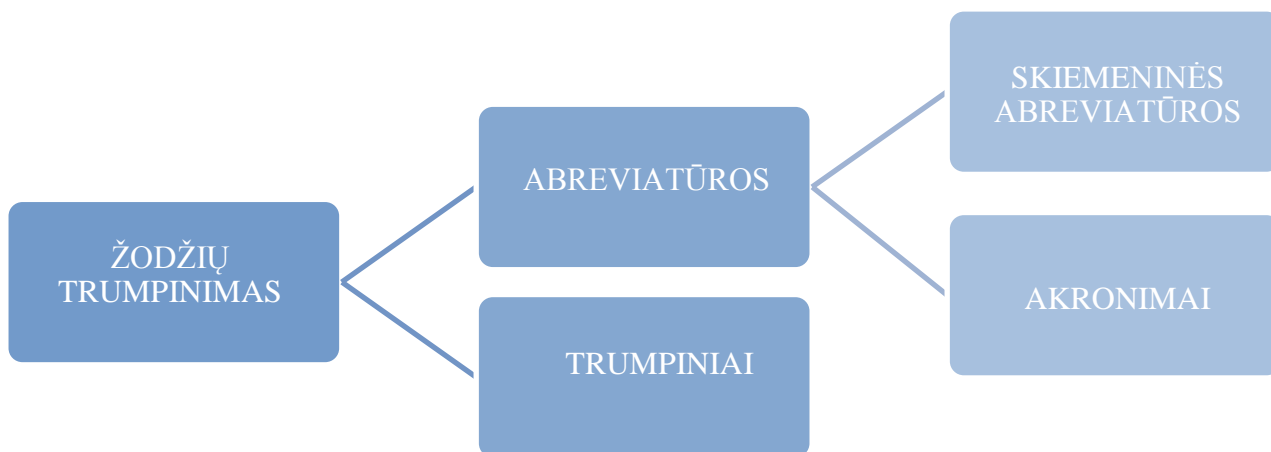 ŽODŽIŲ
TRUMPINIMAS
ABREVIATŪROS
TRUMPINIAI
SKIEMENINĖS
ABREVIATŪROS
AKRONIMAI